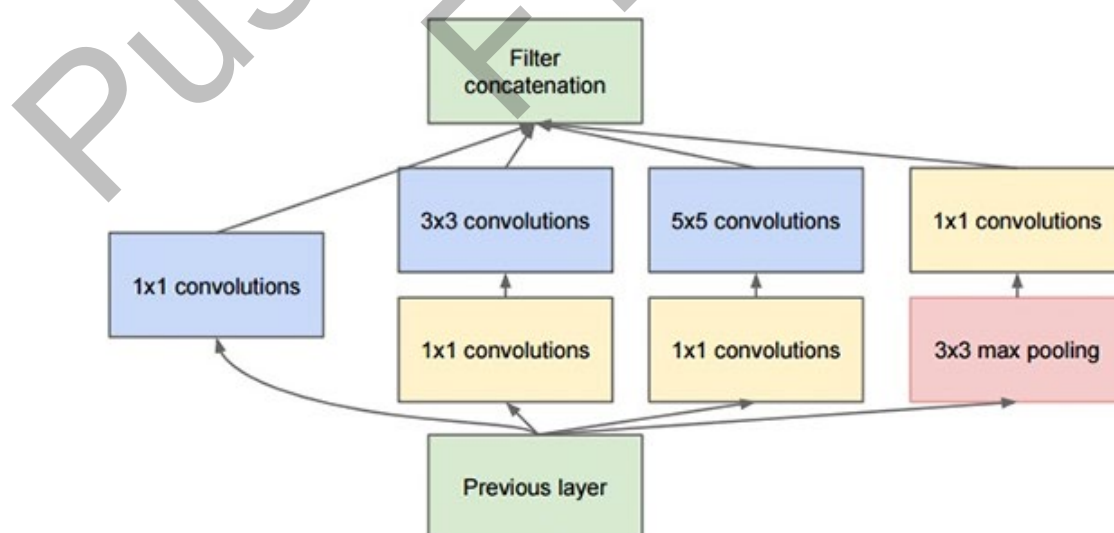 Filter
concatenation
3x3 convolutions
5x5 convolutions
1x1 convolutions
1x1 convolutions
1x1 convolutions
1x1 convolutions
3x3 max pooling
Previous layer